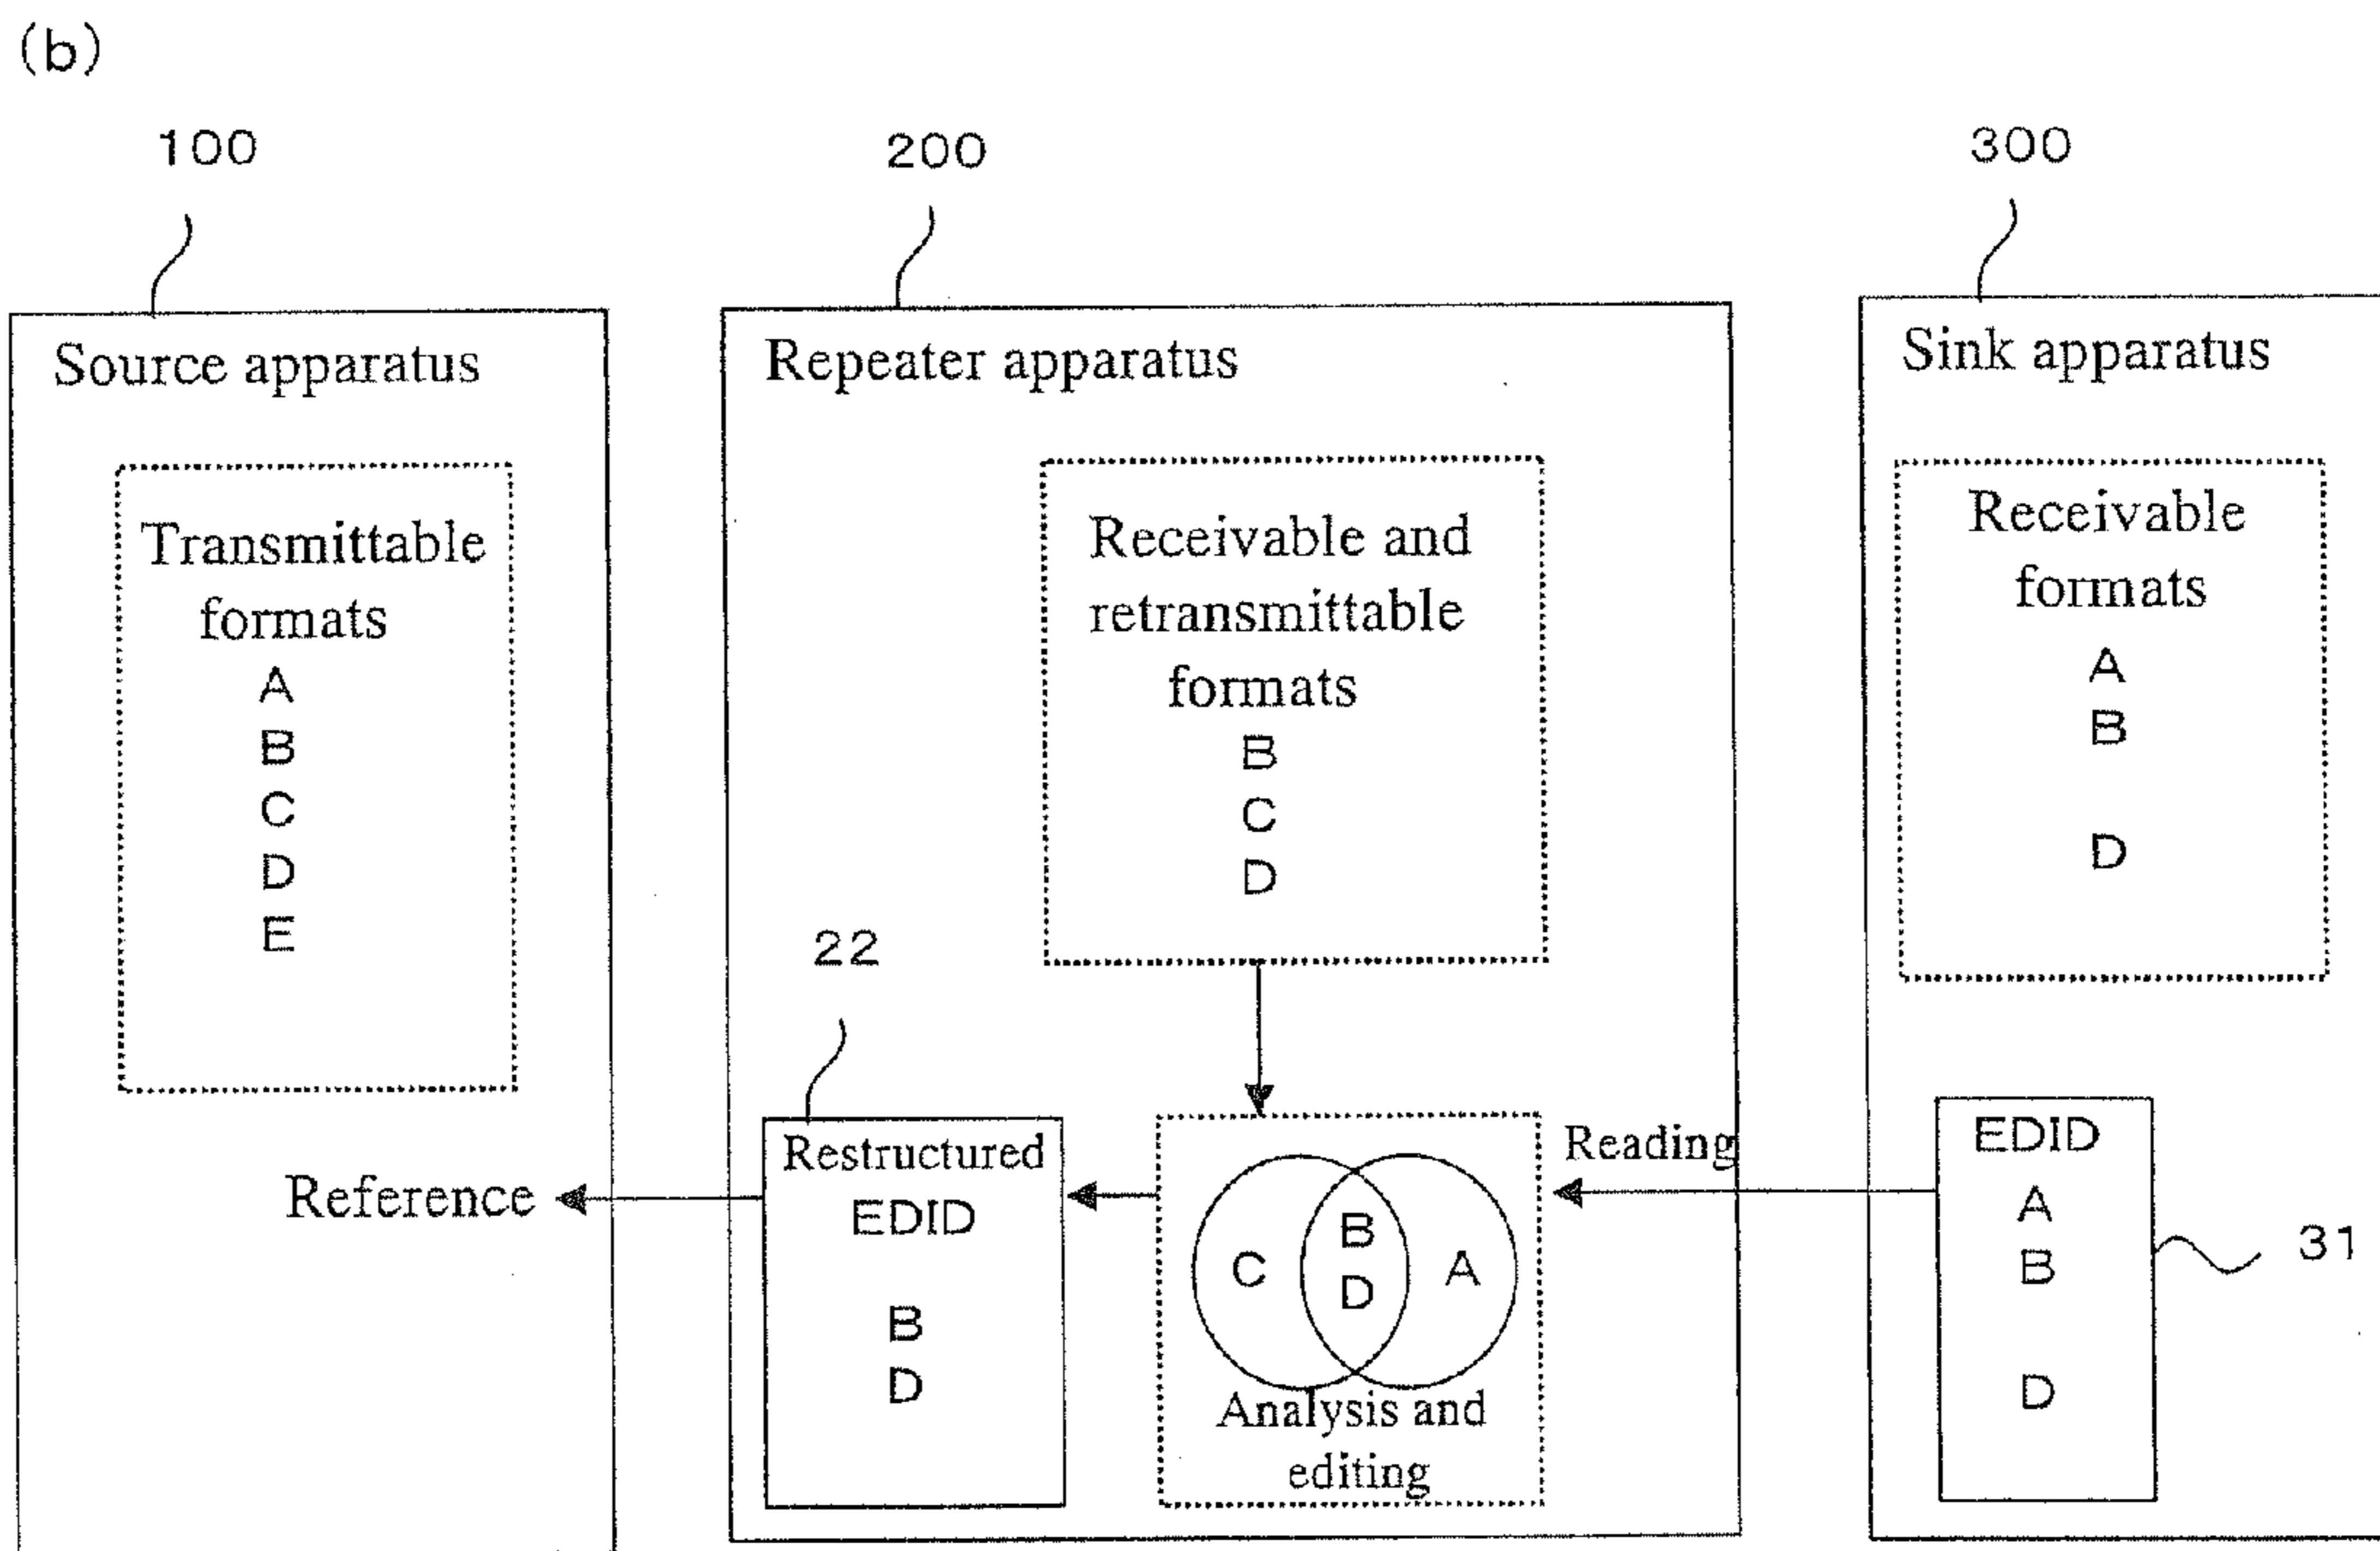 (b)
100
200
300
Source apparatus
Transmittable
formats
A
B
C
D
E
Reference
Repeater apparatus
Receivable and
retransmittable
formats
B
C
D
22
Restructured
EDID
B
D
C
B
D
A
Analysis and
editing
Reading
Sink apparatus
Receivable
formats
A
B
D
EDID
A
B
D
31